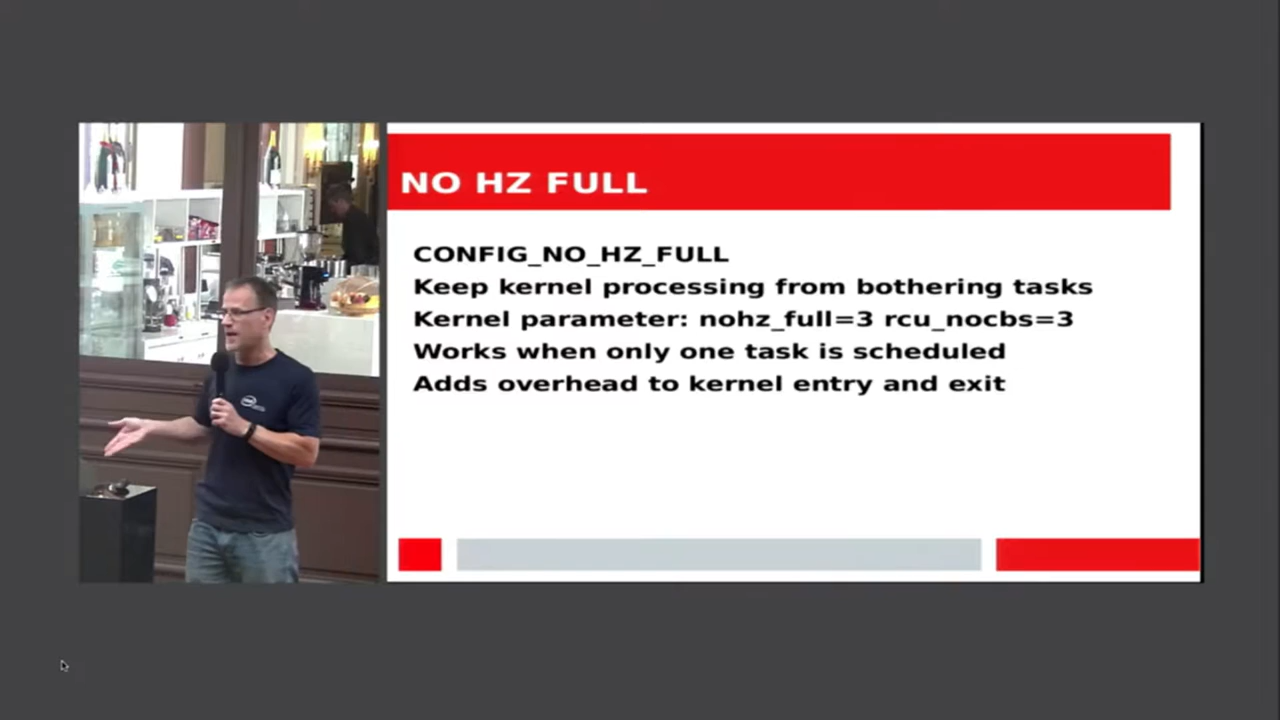 NO HZ FULL
CONFIG_NO_HZ_FULL
Keep kernel processing from bothering tasks
Kernel parameter: nohz_full=3 rcu_nocbs=3
Works when only one task is scheduled
Adds overhead to kernel entry and exit